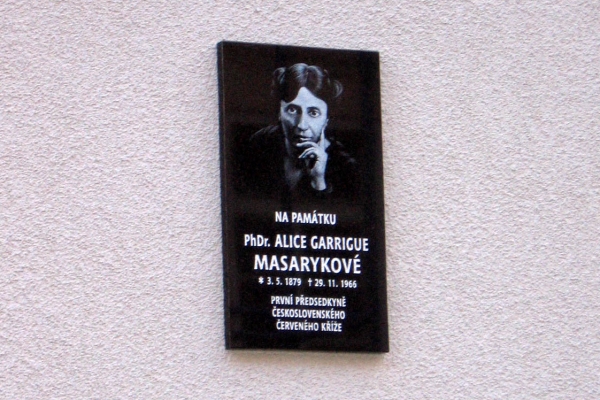 NA PAMÁTKU
PhDr. ALICE GARRIGUE
MASARYKOVÉ
* 3. 5. 1879 † 29. 11. 1966
PRVNÍ PŘEDSEDKYNĚ
ČESKOSLOVENSKÉHO
ČERVENÉHO KŘÍŽE